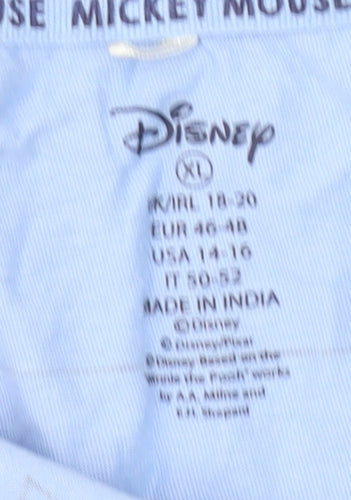 USE MICKEY MOUSE
Disney
XL
UK/IRL 18-20
EUR 46-48
USA 14-16
IT 50-52
MADE IN INDIA
©Disney
©Disney/Pixar
©Disney Based on the
"Winnie the Pooh" works
by A.A. Milne and
E.H. Shepard